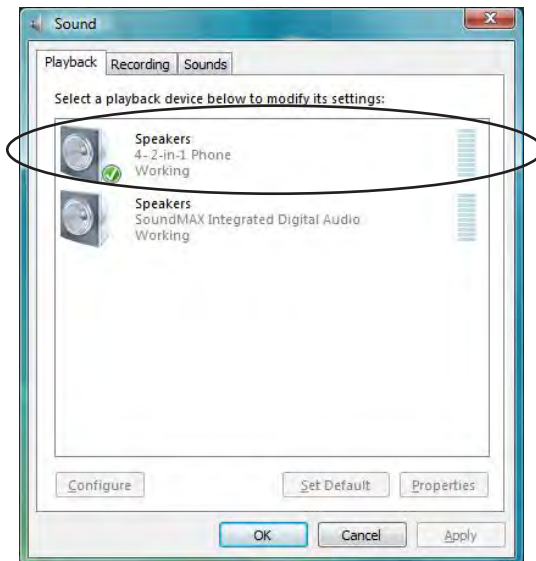 Sound
Playback Recording Sounds
Select a playback device below to modify its settings:
Speakers
4- 2-in-1 Phone
Working
Speakers
SoundMAX Integrated Digital Audio
Working
Configure Set Default Properties
OK Cancel Apply